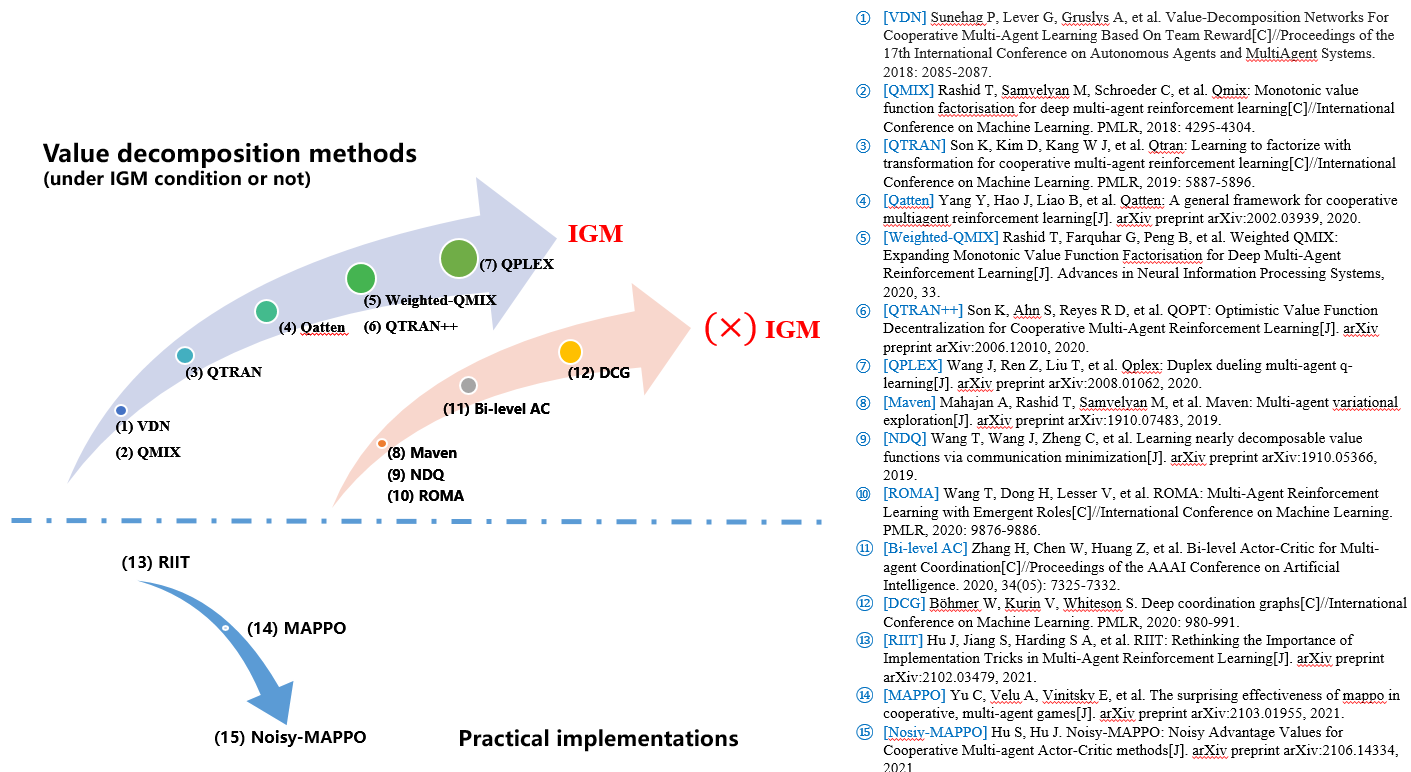 Value decomposition methods
(under IGM condition or not)
IGM
(7) QPLEX
(5) Weighted-QMIX
(6) QTRAN++
(4) Qatten
(3) QTRAN
(1) VDN
(2) QMIX
(×) IGM
(12) DCG
(11) Bi-level AC
(8) Maven
(9) NDQ
(10) ROMA
(13) RIIT
(14) MAPPO
(15) Noisy-MAPPO
Practical implementations
① [VDN] Sunehag P, Lever G, Gruslys A, et al. Value-Decomposition Networks For
Cooperative Multi-Agent Learning Based On Team Reward[C]//Proceedings of the
17th International Conference on Autonomous Agents and MultiAgent Systems.
2018: 2085-2087.
② [QMIX] Rashid T, Samvelyan M, Schroeder C, et al. Qmix: Monotonic value
function factorisation for deep multi-agent reinforcement learning[C]//International
Conference on Machine Learning. PMLR, 2018: 4295-4304.
③ [QTRAN] Son K, Kim D, Kang W J, et al. Qtran: Learning to factorize with
transformation for cooperative multi-agent reinforcement learning[C]//International
Conference on Machine Learning. PMLR, 2019: 5887-5896.
④ [Qatten] Yang Y, Hao J, Liao B, et al. Qatten: A general framework for cooperative
multiagent reinforcement learning[J]. arXiv preprint arXiv:2002.03939, 2020.
⑤ [Weighted-QMIX] Rashid T, Farquhar G, Peng B, et al. Weighted QMIX:
Expanding Monotonic Value Function Factorisation for Deep Multi-Agent
Reinforcement Learning[J]. Advances in Neural Information Processing Systems,
2020, 33.
⑥ [QTRAN++] Son K, Ahn S, Reyes R D, et al. QOPT: Optimistic Value Function
Decentralization for Cooperative Multi-Agent Reinforcement Learning[J]. arXiv
preprint arXiv:2006.12010, 2020.
⑦ [QPLEX] Wang J, Ren Z, Liu T, et al. Qplex: Duplex dueling multi-agent q-
learning[J]. arXiv preprint arXiv:2008.01062, 2020.
⑧ [Maven] Mahajan A, Rashid T, Samvelyan M, et al. Maven: Multi-agent variational
exploration[J]. arXiv preprint arXiv:1910.07483, 2019.
⑨ [NDQ] Wang T, Wang J, Zheng C, et al. Learning nearly decomposable value
functions via communication minimization[J]. arXiv preprint arXiv:1910.05366,
2019.
⑩ [ROMA] Wang T, Dong H, Lesser V, et al. ROMA: Multi-Agent Reinforcement
Learning with Emergent Roles[C]//International Conference on Machine Learning.
PMLR, 2020: 9876-9886.
⑪ [Bi-level AC] Zhang H, Chen W, Huang Z, et al. Bi-level Actor-Critic for Multi-
agent Coordination[C]//Proceedings of the AAAI Conference on Artificial
Intelligence. 2020, 34(05): 7325-7332.
⑫ [DCG] Böhmer W, Kurin V, Whiteson S. Deep coordination graphs[C]//International
Conference on Machine Learning. PMLR, 2020: 980-991.
⑬ [RIIT] Hu J, Jiang S, Harding S A, et al. RIIT: Rethinking the Importance of
Implementation Tricks in Multi-Agent Reinforcement Learning[J]. arXiv preprint
arXiv:2102.03479, 2021.
⑭ [MAPPO] Yu C, Velu A, Vinitsky E, et al. The surprising effectiveness of mappo in
cooperative, multi-agent games[J]. arXiv preprint arXiv:2103.01955, 2021.
⑮ [Nosiy-MAPPO] Hu S, Hu J. Noisy-MAPPO: Noisy Advantage Values for
Cooperative Multi-agent Actor-Critic methods[J]. arXiv preprint arXiv:2106.14334,
2021